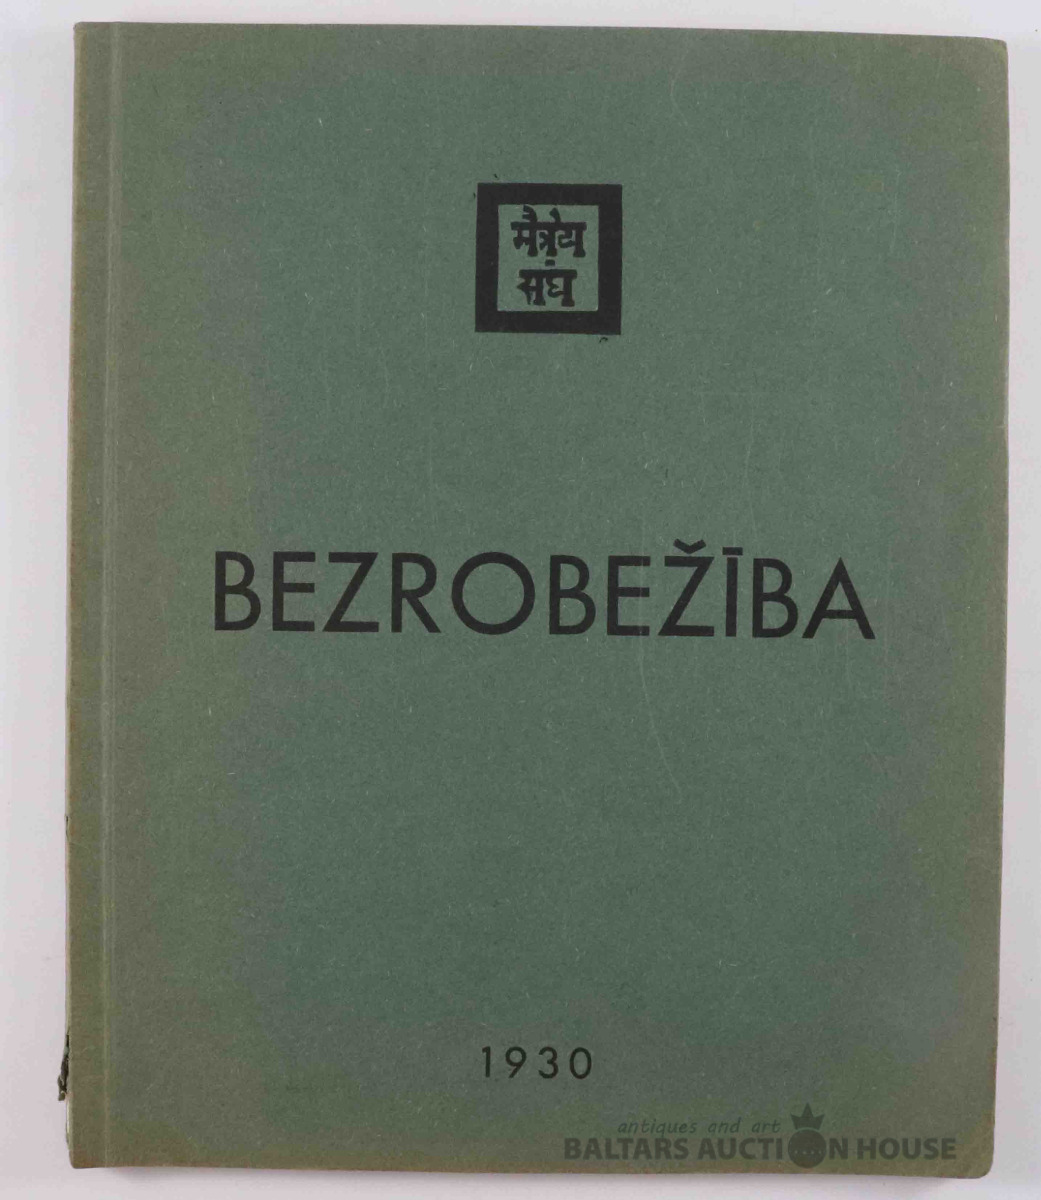 मैत्रेय
संघ
BEZROBEŽĪBA
1930
antiques and art
BALTARS AUCTION HOUSE